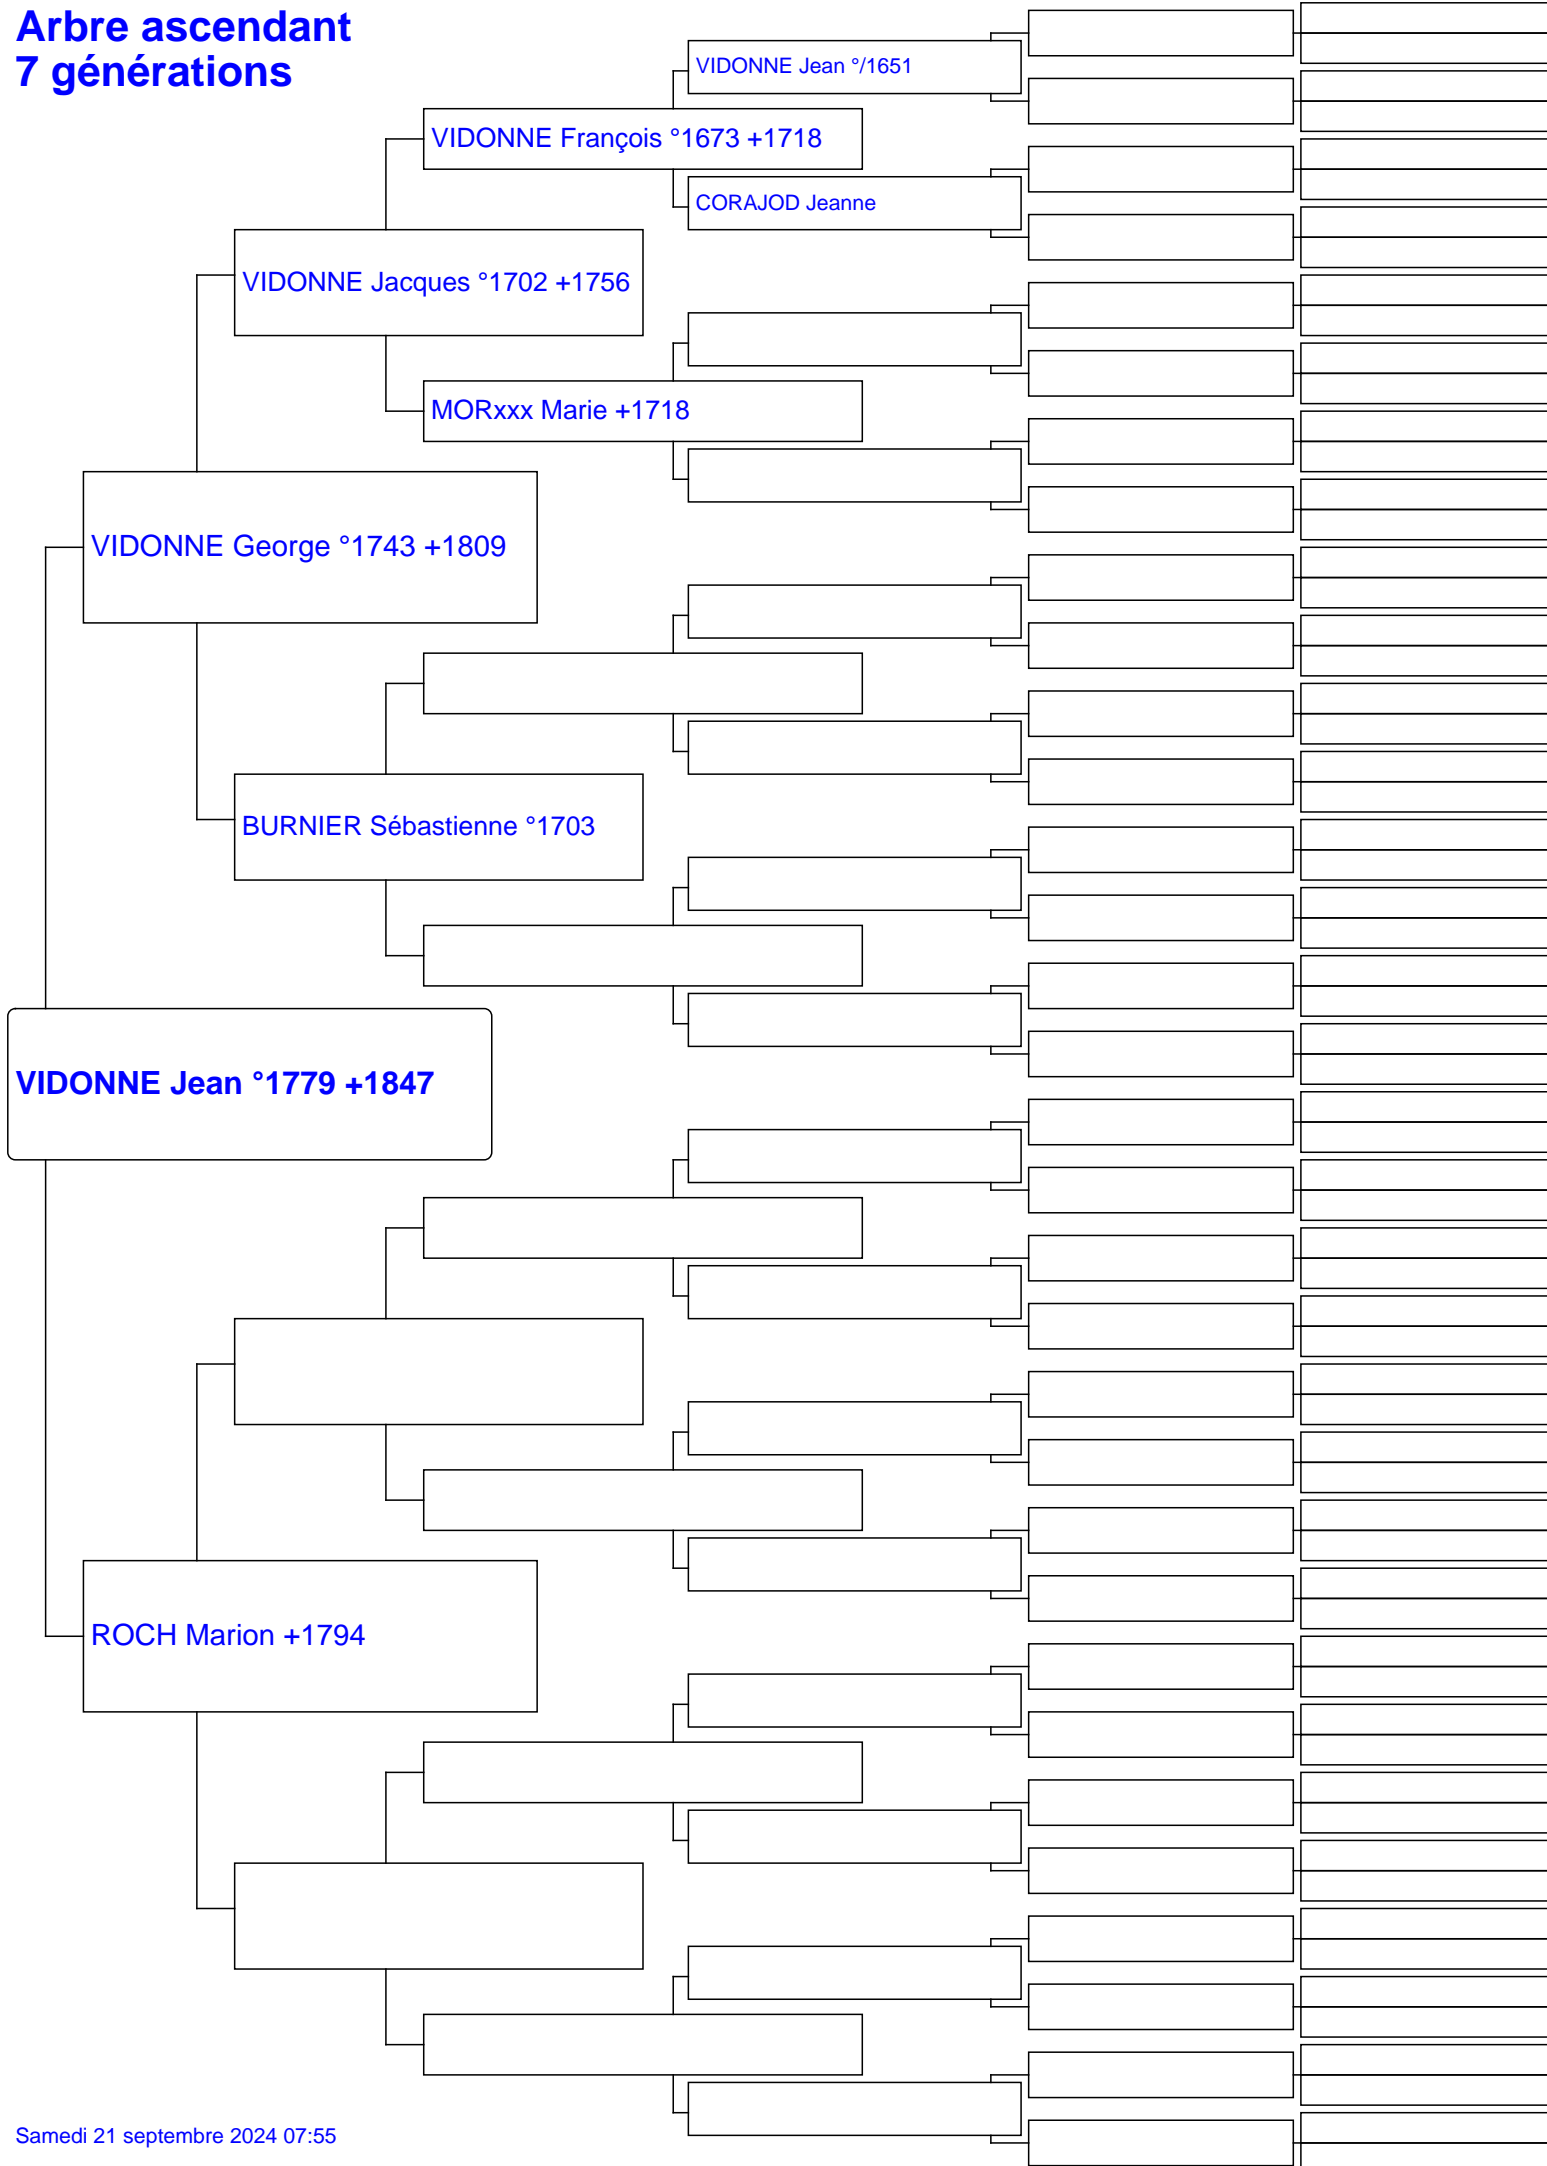 Arbre ascendant
7 générations
VIDONNE Jean °/1651
VIDONNE François °1673 +1718
CORAJOD Jeanne
VIDONNE Jacques °1702 +1756
MORxxx Marie +1718
VIDONNE George °1743 +1809
BURNIER Sébastienne °1703
VIDONNE Jean °1779 +1847
ROCH Marion +1794
Samedi 21 septembre 2024 07:55